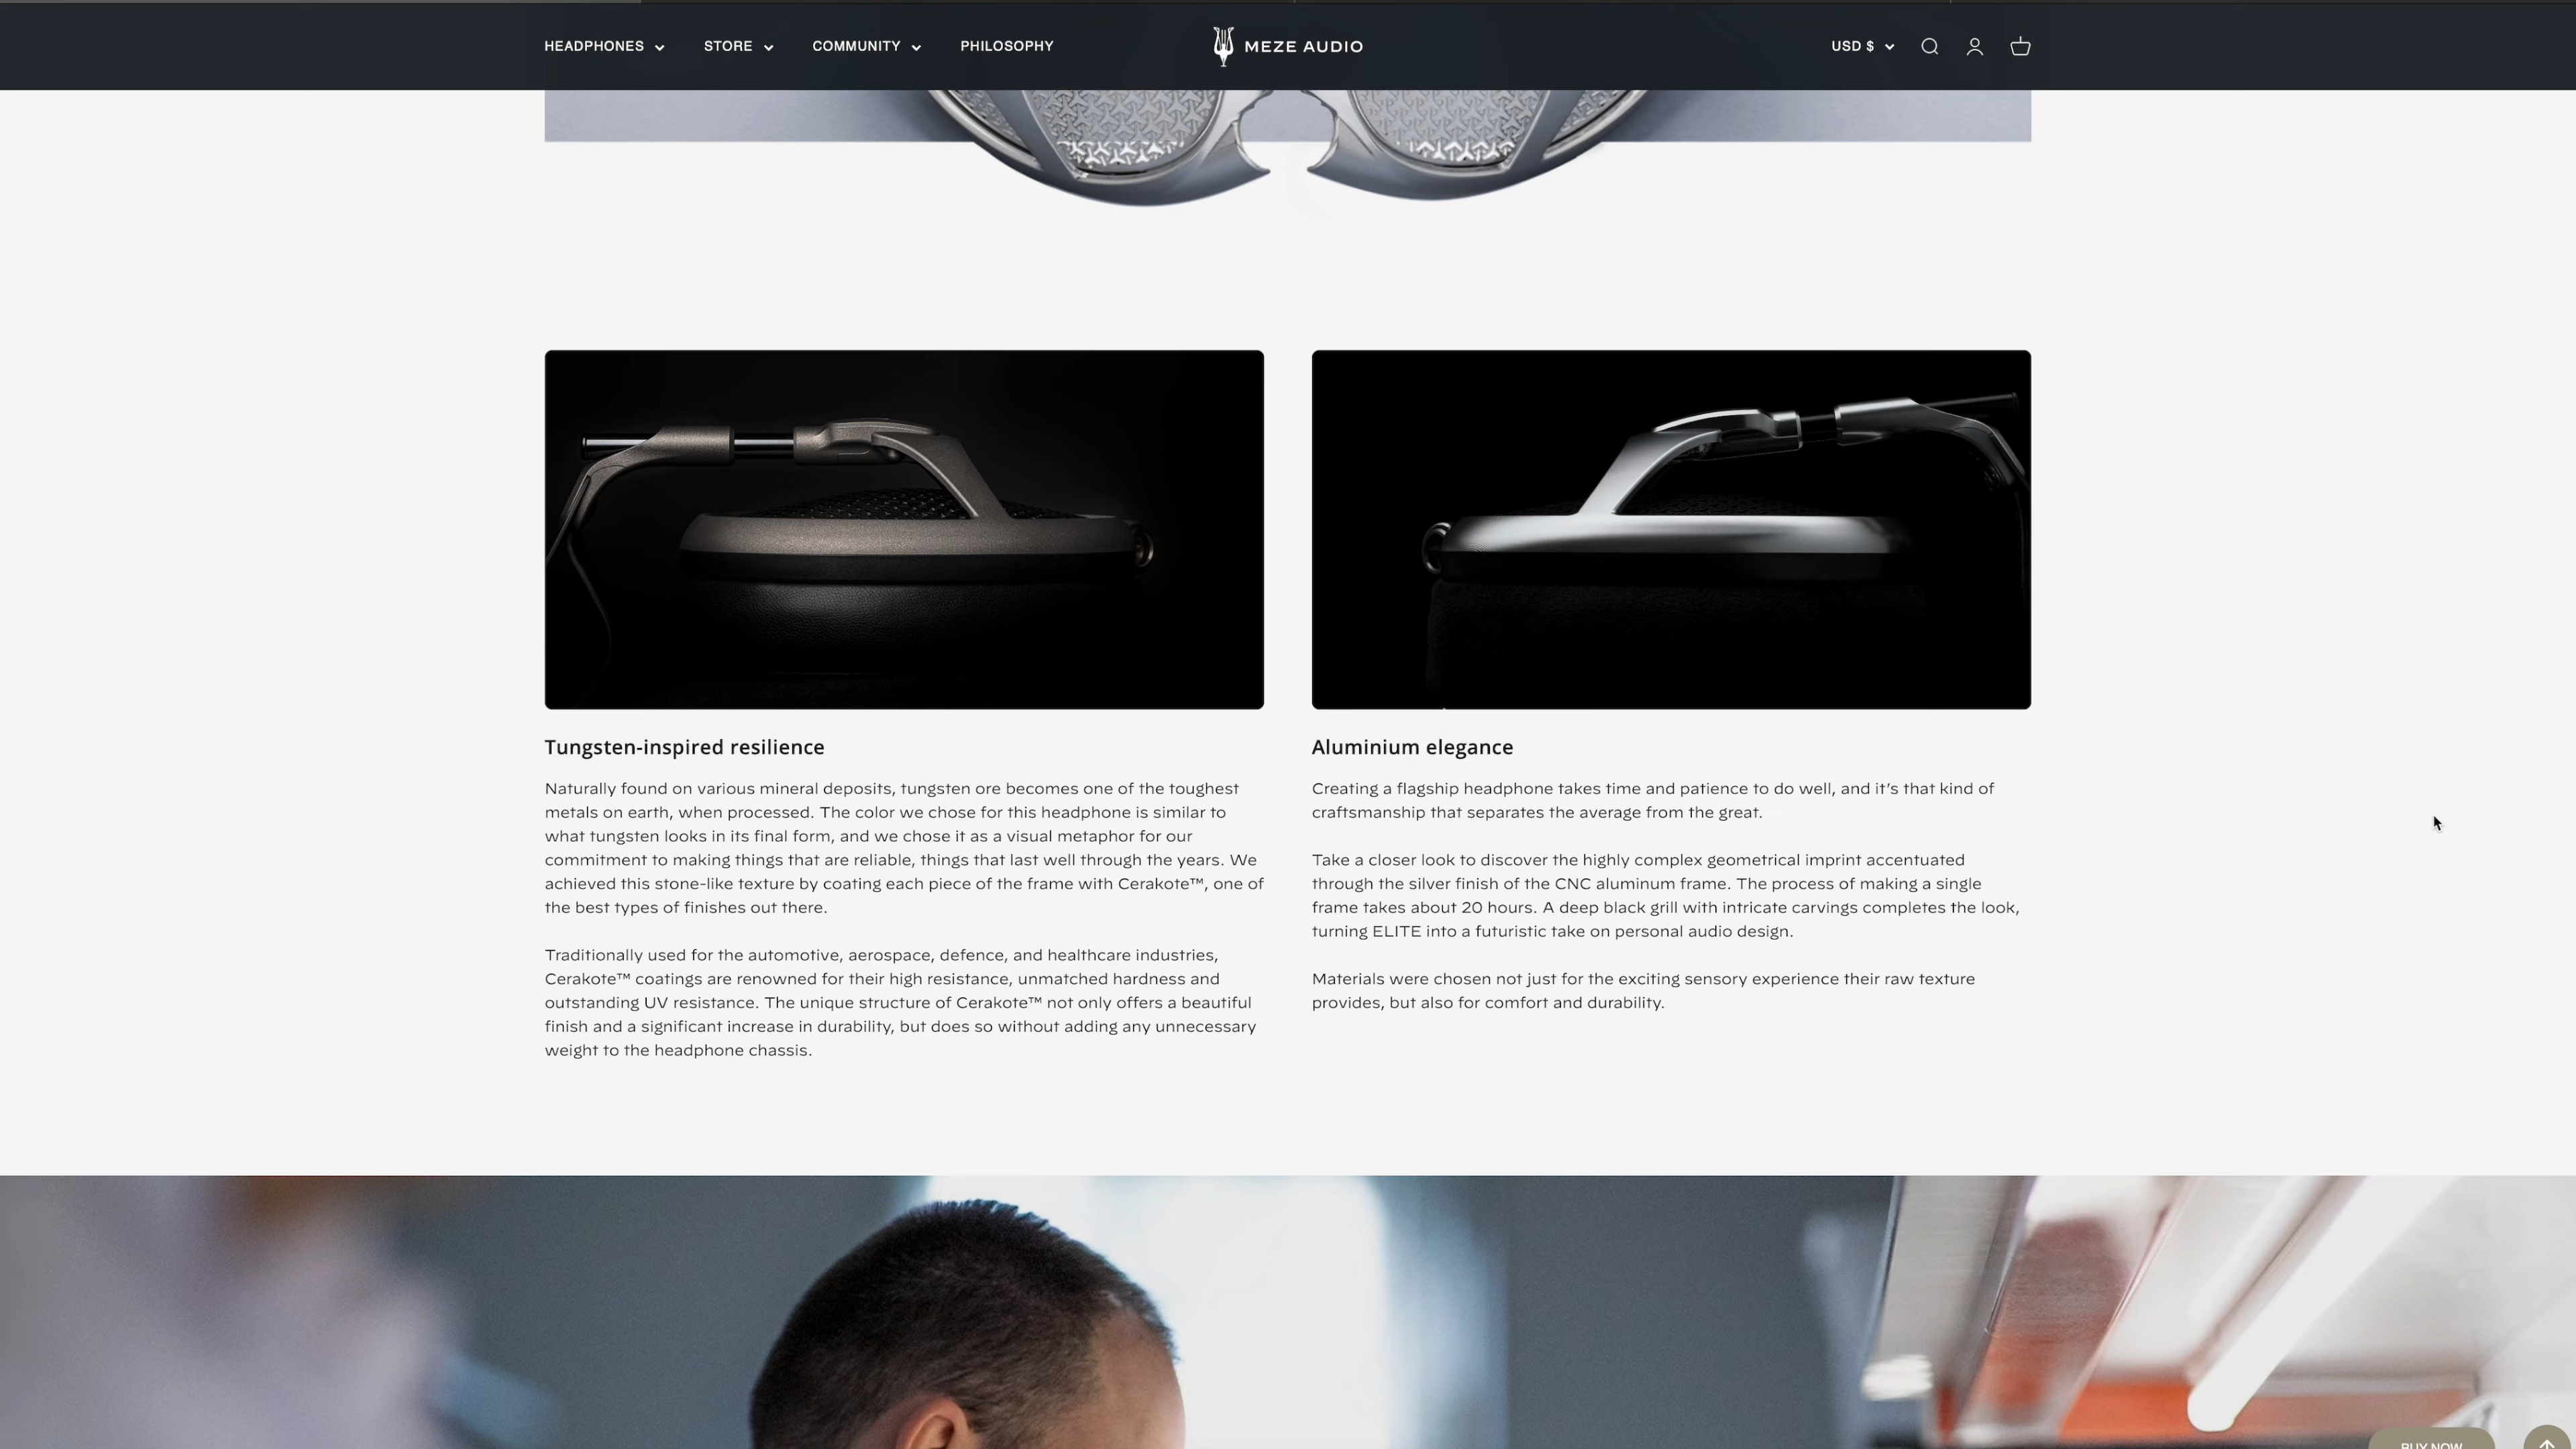 HEADPHONES
STORE
COMMUNITY
PHILOSOPHY
MEZE AUDIO
USD $
Tungsten-inspired resilience
Naturally found on various mineral deposits, tungsten ore becomes one of the toughest
metals on earth, when processed. The color we chose for this headphone is similar to
what tungsten looks in its final form, and we chose it as a visual metaphor for our
commitment to making things that are reliable, things that last well through the years. We
achieved this stone-like texture by coating each piece of the frame with Cerakote™, one of
the best types of finishes out there.
Traditionally used for the automotive, aerospace, defence, and healthcare industries,
Cerakote™ coatings are renowned for their high resistance, unmatched hardness and
outstanding UV resistance. The unique structure of Cerakote™ not only offers a beautiful
finish and a significant increase in durability, but does so without adding any unnecessary
weight to the headphone chassis.
Aluminium elegance
Creating a flagship headphone takes time and patience to do well, and it’s that kind of
craftsmanship that separates the average from the great.
Take a closer look to discover the highly complex geometrical imprint accentuated
through the silver finish of the CNC aluminum frame. The process of making a single
frame takes about 20 hours. A deep black grill with intricate carvings completes the look,
turning ELITE into a futuristic take on personal audio design.
Materials were chosen not just for the exciting sensory experience their raw texture
provides, but also for comfort and durability.
BUY NOW